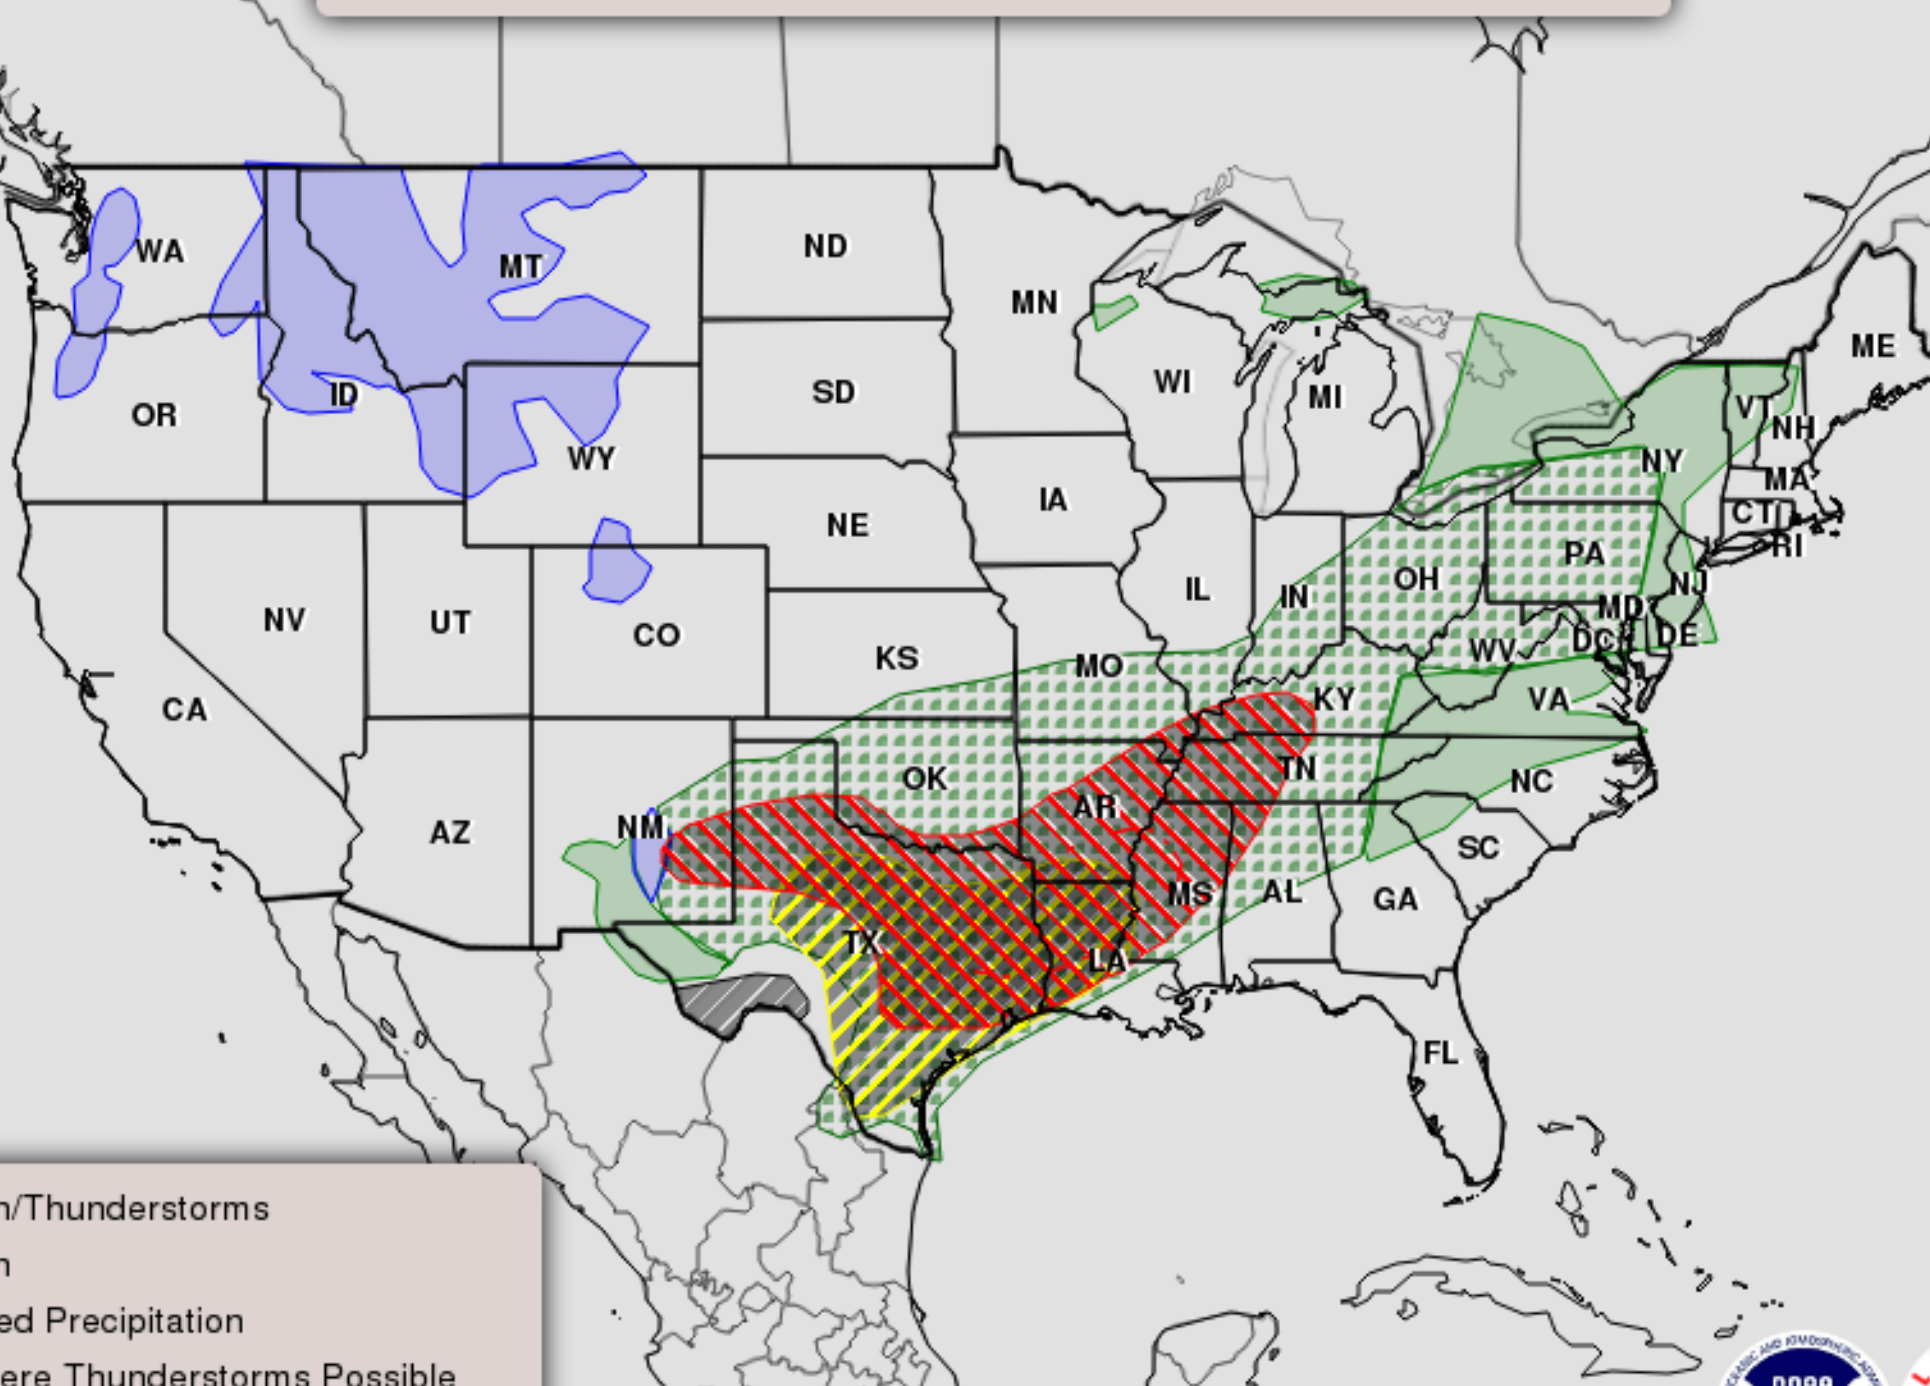 WA
MT
ND
MN
ME
OR
ID
WY
SD
WI
MI
VT
NH
NY
MA
CT
RI
NE
IA
PA
NJ
NV
UT
CO
KS
MO
IL
IN
OH
MD
DC
DE
WV
VA
CA
KY
AZ
NM
OK
AR
TN
NC
SC
TX
LA
MS
AL
GA
FL
n/Thunderstorms
n
ed Precipitation
ere Thunderstorms Possible